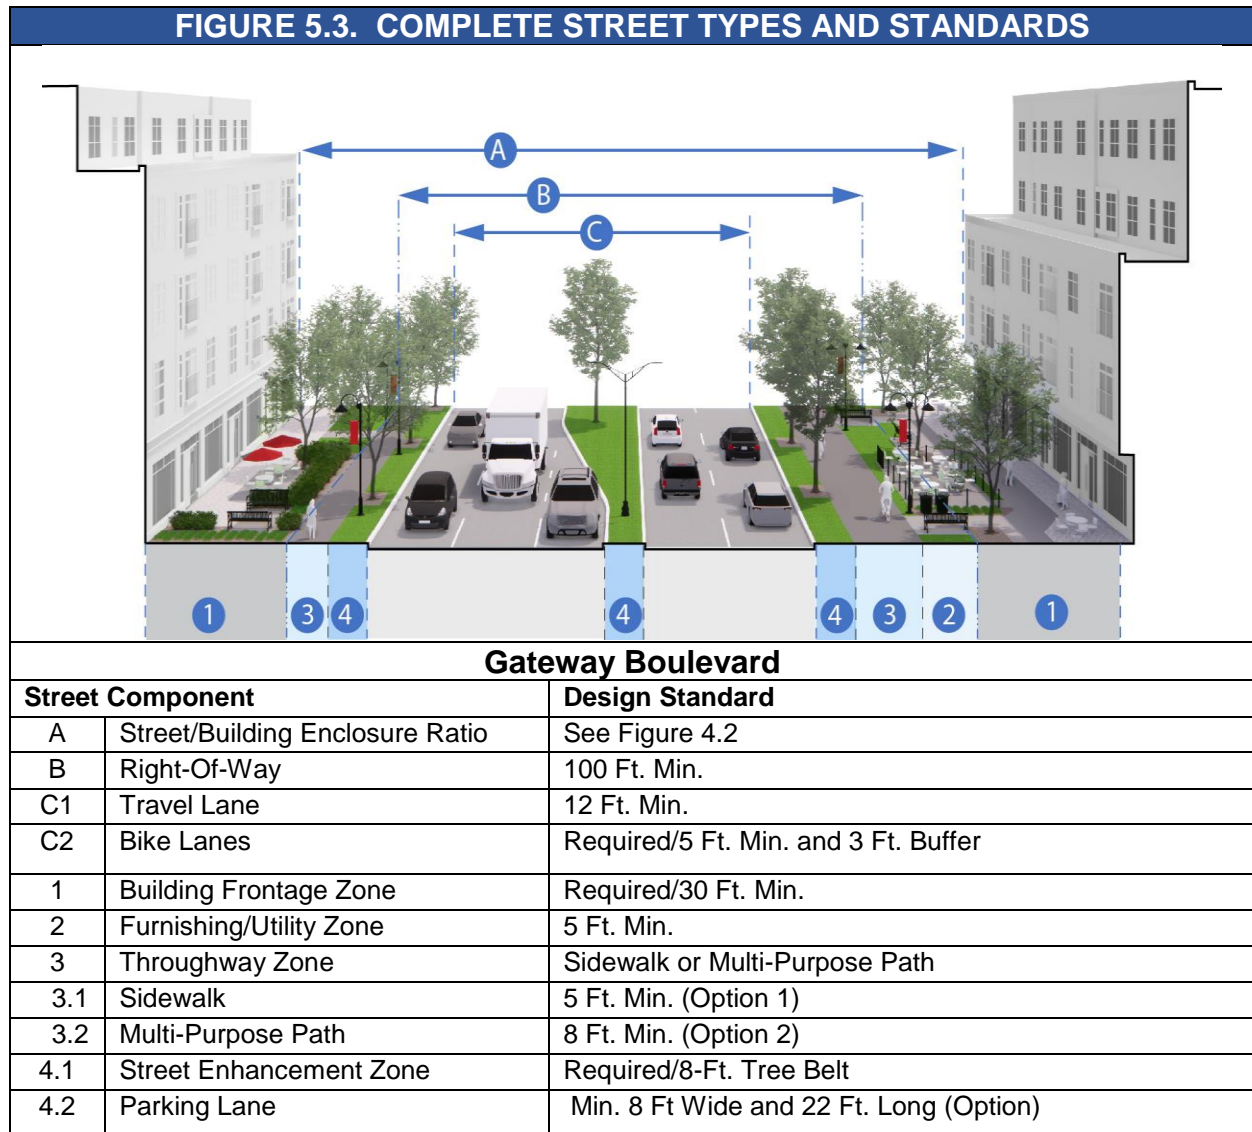 FIGURE 5.3. COMPLETE STREET TYPES AND STANDARDS
A
B
C
1 3 4 4 4 3 2 1
Gateway Boulevard
Street Component Design Standard
A Street/Building Enclosure Ratio See Figure 4.2
B Right-Of-Way 100 Ft. Min.
C1 Travel Lane 12 Ft. Min.
C2 Bike Lanes Required/5 Ft. Min. and 3 Ft. Buffer
1 Building Frontage Zone Required/30 Ft. Min.
2 Furnishing/Utility Zone 5 Ft. Min.
3 Throughway Zone Sidewalk or Multi-Purpose Path
3.1 Sidewalk 5 Ft. Min. (Option 1)
3.2 Multi-Purpose Path 8 Ft. Min. (Option 2)
4.1 Street Enhancement Zone Required/8-Ft. Tree Belt
4.2 Parking Lane Min. 8 Ft Wide and 22 Ft. Long (Option)